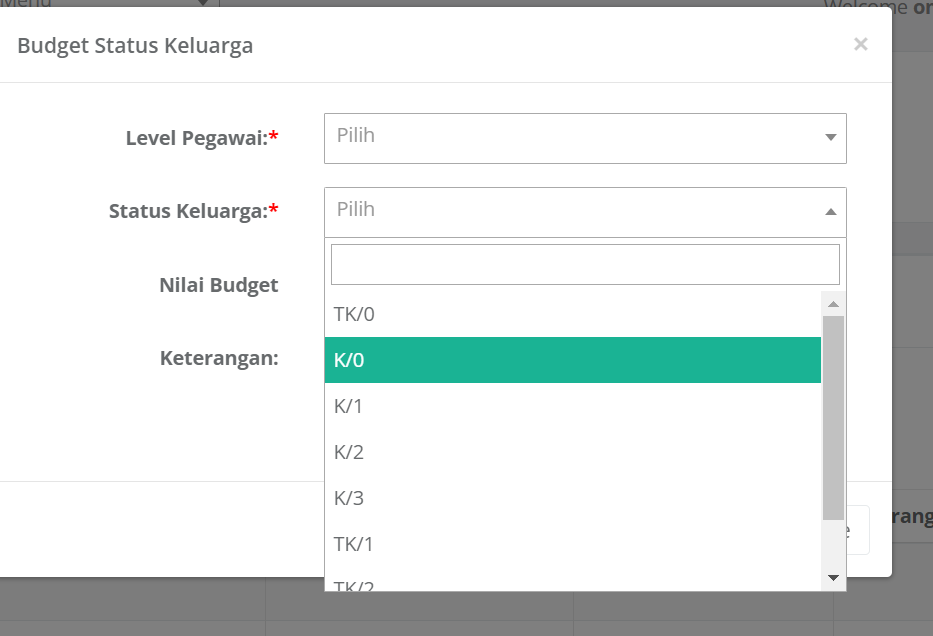 Menu
Welcome or
Budget Status Keluarga
×
Level Pegawai:*
Pilih
Status Keluarga:*
Pilih
Nilai Budget
TK/0
K/0
Keterangan:
K/1
K/2
K/3
rang
TK/1
TK/2